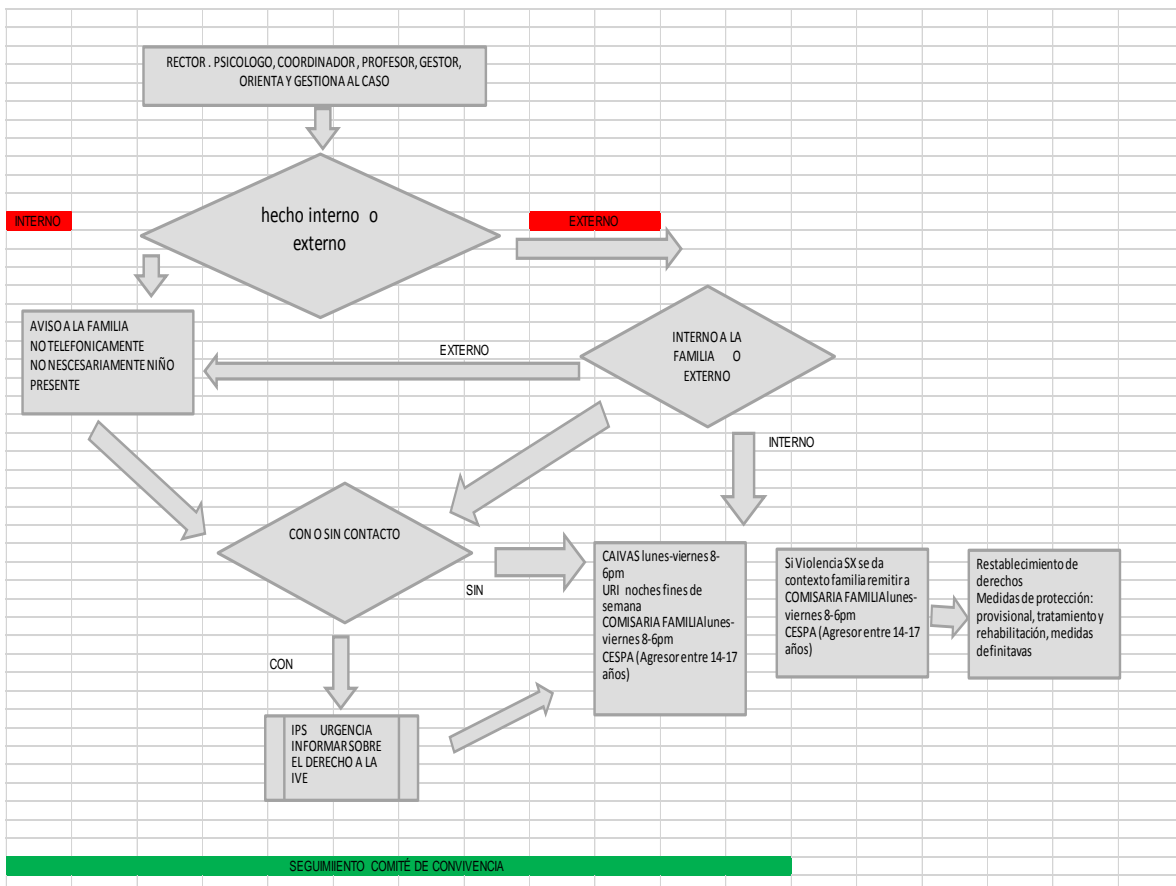 RECTOR . PSICOLOGO, COORDINADOR , PROFESOR, GESTOR,
ORIENTA Y GESTIONA AL CASO
hecho interno o
externo
INTERNO
EXTERNO
AVISO A LA FAMILIA
NO TELEFONICAMENTE
NO NESCESARIAMENTE NIÑO
PRESENTE
EXTERNO
INTERNO A LA
FAMILIA O
EXTERNO
INTERNO
CON O SIN CONTACTO
SIN
CON
CAIVAS lunes-viernes 8-
6pm
URI noches fines de
semana
COMISARIA FAMILIA lunes-
viernes 8-6pm
CESPA (Agresor entre 14-17
años)
Si Violencia SX se da
contexto familia remitir a
COMISARIA FAMILIA lunes-
viernes 8-6pm
CESPA (Agresor entre 14-17
años)
Restablecimiento de
derechos
Medidas de protección:
provisional, tratamiento y
rehabilitación, medidas
definitavas
IPS URGENCIA
INFORMAR SOBRE
EL DERECHO A LA
IVE
SEGUIMIIENTO COMITÉ DE CONVIVENCIA